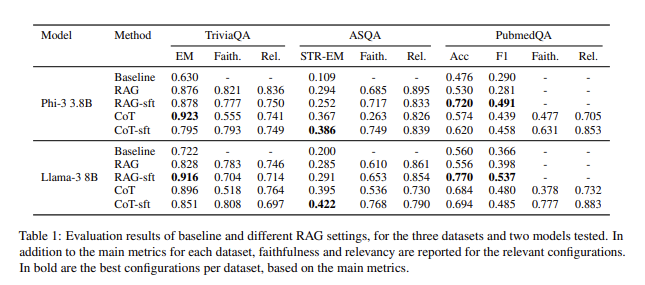 Model Method TriviaQA ASQA PubmedQA
EM Faith. Rel. STR-EM Faith. Rel. Acc F1 Faith. Rel.
Baseline 0.630 - - 0.109 - - 0.476 0.290 - -
RAG 0.876 0.821 0.836 0.294 0.685 0.895 0.530 0.281 - -
Phi-3 3.8B RAG-sft 0.878 0.777 0.750 0.252 0.717 0.833 0.720 0.491 - -
CoT 0.923 0.555 0.741 0.367 0.263 0.826 0.574 0.439 0.477 0.705
CoT-sft 0.795 0.793 0.749 0.386 0.749 0.839 0.620 0.458 0.631 0.853
Baseline 0.722 - - 0.200 - - 0.560 0.366 - -
RAG 0.828 0.783 0.746 0.285 0.610 0.861 0.556 0.398 - -
Llama-3 8B RAG-sft 0.916 0.704 0.714 0.291 0.653 0.854 0.770 0.537 - -
CoT 0.896 0.518 0.764 0.395 0.536 0.730 0.684 0.480 0.378 0.732
CoT-sft 0.851 0.808 0.697 0.422 0.768 0.790 0.694 0.485 0.777 0.883
Table 1: Evaluation results of baseline and different RAG settings, for the three datasets and two models tested. In
addition to the main metrics for each dataset, faithfulness and relevancy are reported for the relevant configurations.
In bold are the best configurations per dataset, based on the main metrics.